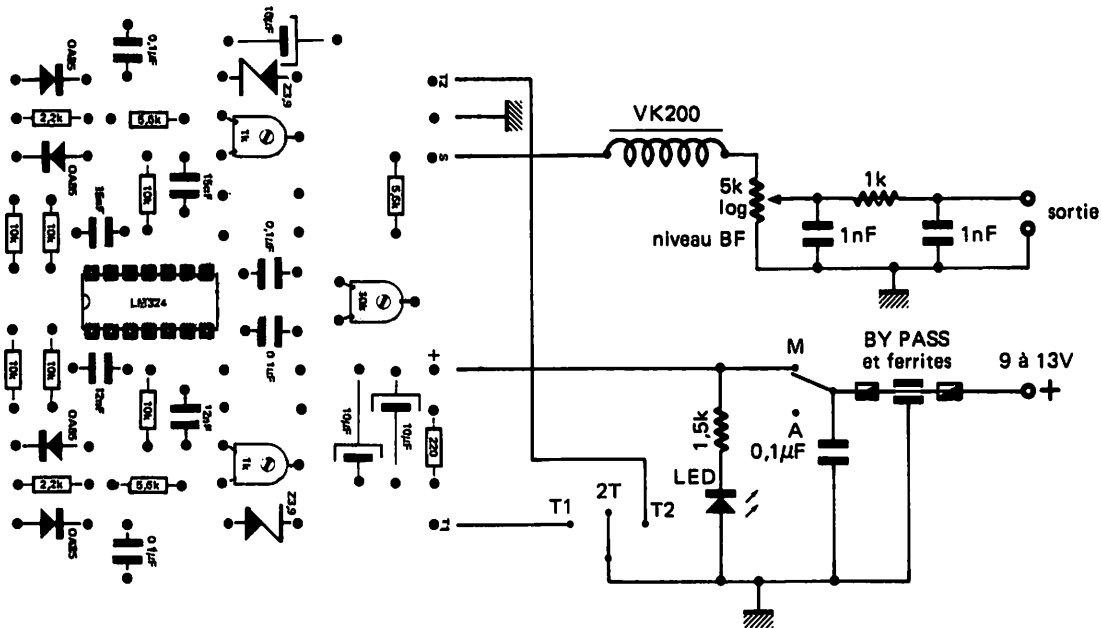 10µF
0,1µF
OA85
Z3,9
2,2k
5,6k
1k
OA85
T2
S
VK200
5k
log
niveau BF
1k
1nF
1nF
sortie
15nF
10k
15nF
10k
10k
5,6k
0,1µF
LM324
50k
0,1µF
10k
10k
12nF
10k
12nF
+
10µF
10µF
220
M
A
BY PASS
et ferrites
9 à 13V
+
1,5k
0,1µF
LED
OA85
2,2k
5,6k
1k
Z3,9
OA85
0,1µF
T1
T1
2T
T2